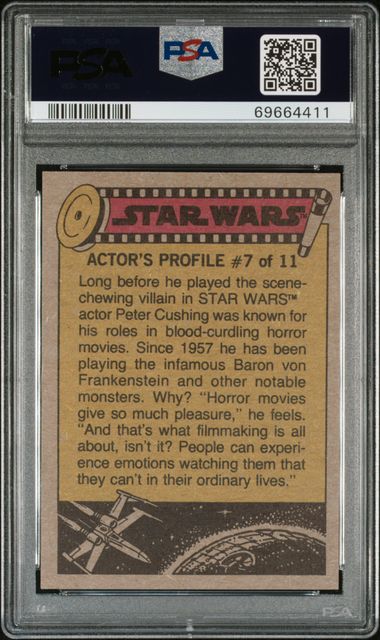 PSA
PSA
69664411
STAR WARS™
ACTOR'S PROFILE #7 of 11
Long before he played the scene-
chewing villain in STAR WARS™
actor Peter Cushing was known for
his roles in blood-curdling horror
movies. Since 1957 he has been
playing the infamous Baron von
Frankenstein and other notable
monsters. Why? “Horror movies
give so much pleasure,” he feels.
“And that’s what filmmaking is all
about, isn’t it? People can experi-
ence emotions watching them that
they can’t in their ordinary lives.”